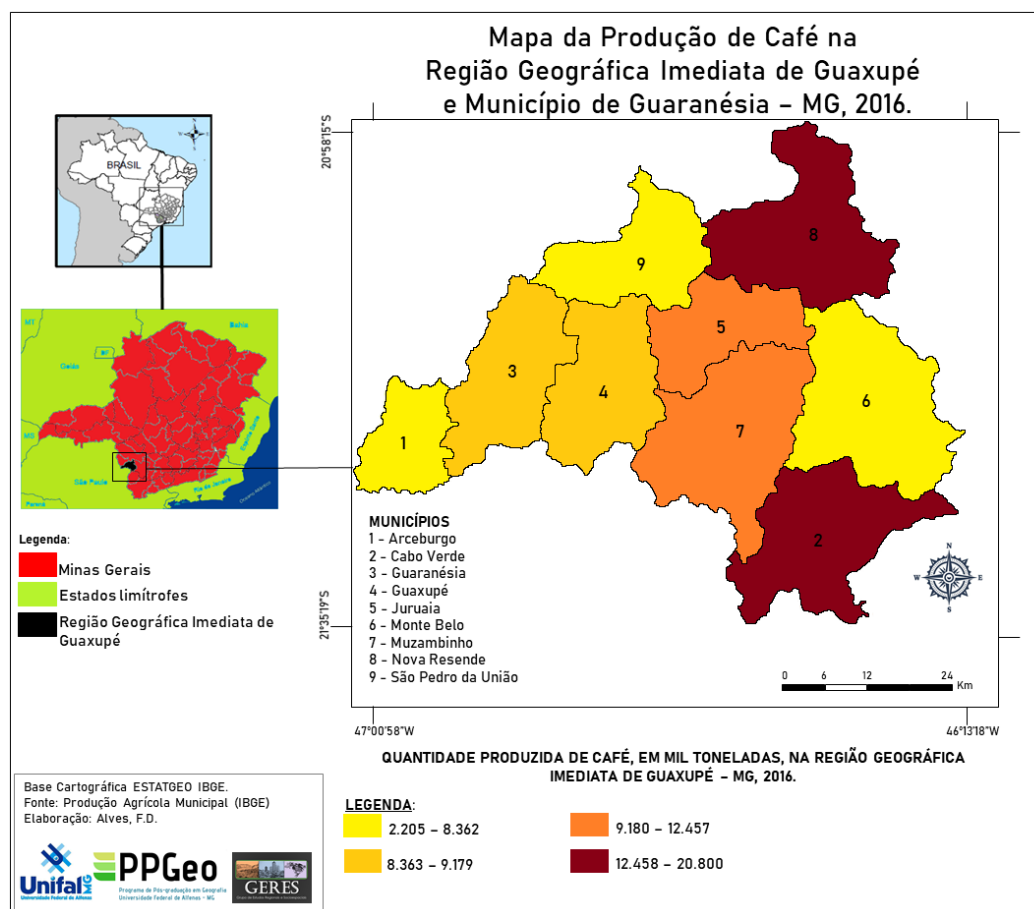 Mapa da Produção de Café na
Região Geográfica Imediata de Guaxupé
e Município de Guaranésia – MG, 2016.
BRASIL
20°58'15"S
21°35'19"S
8
9
5
3
4
6
7
1
2
MUNICÍPIOS
1 - Arceburgo
2 - Cabo Verde
3 - Guaranésia
4 - Guaxupé
5 - Juruaia
6 - Monte Belo
7 - Muzambinho
8 - Nova Resende
9 - São Pedro da União
N
W
E
S
0 6 12 24
Km
47°00'58"W
46°13'18"W
MT
Bahia
DF
Goiás
MS
Espírito Santo
São Paulo
Rio de Janeiro
Oceano Atlântico
Paraná
Legenda:
Minas Gerais
Estados limítrofes
Região Geográfica Imediata de
Guaxupé
QUANTIDADE PRODUZIDA DE CAFÉ, EM MIL TONELADAS, NA REGIÃO GEOGRÁFICA
IMEDIATA DE GUAXUPÉ – MG, 2016.
LEGENDA:
2.205 – 8.362
9.180 – 12.457
8.363 – 9.179
12.458 – 20.800
Base Cartográfica ESTATGEO IBGE.
Fonte: Produção Agrícola Municipal (IBGE)
Elaboração: Alves, F.D.
Unifal MG
Universidade Federal de Alfenas
PPGeo
Programa de Pós-graduação em Geografia
Universidade Federal de Alfenas - MG
GERES